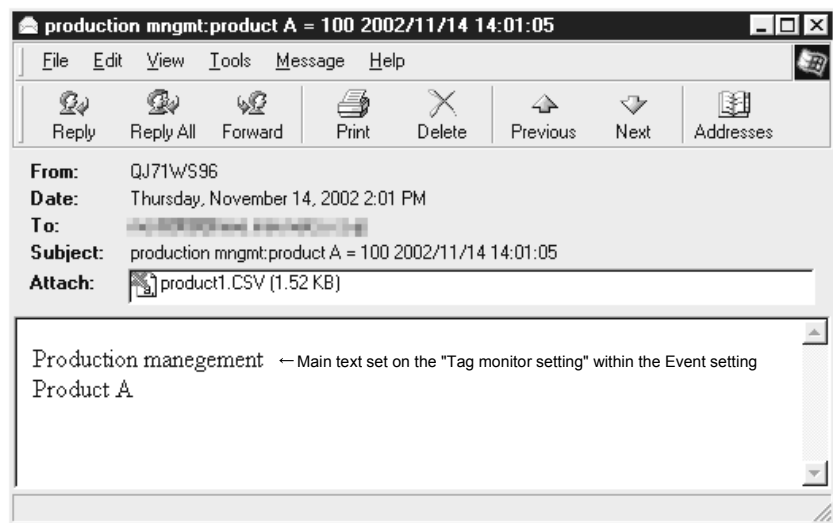 production mngmt:product A = 100 2002/11/14 14:01:05
File Edit View Tools Message Help
Reply Reply All Forward Print Delete Previous Next Addresses
From: QJ71WS96
Date: Thursday, November 14, 2002 2:01 PM
To:
Subject: production mngmt:product A = 100 2002/11/14 14:01:05
Attach: product1.CSV (1.52 KB)
Production manegement ←Main text set on the "Tag monitor setting" within the Event setting
Product A